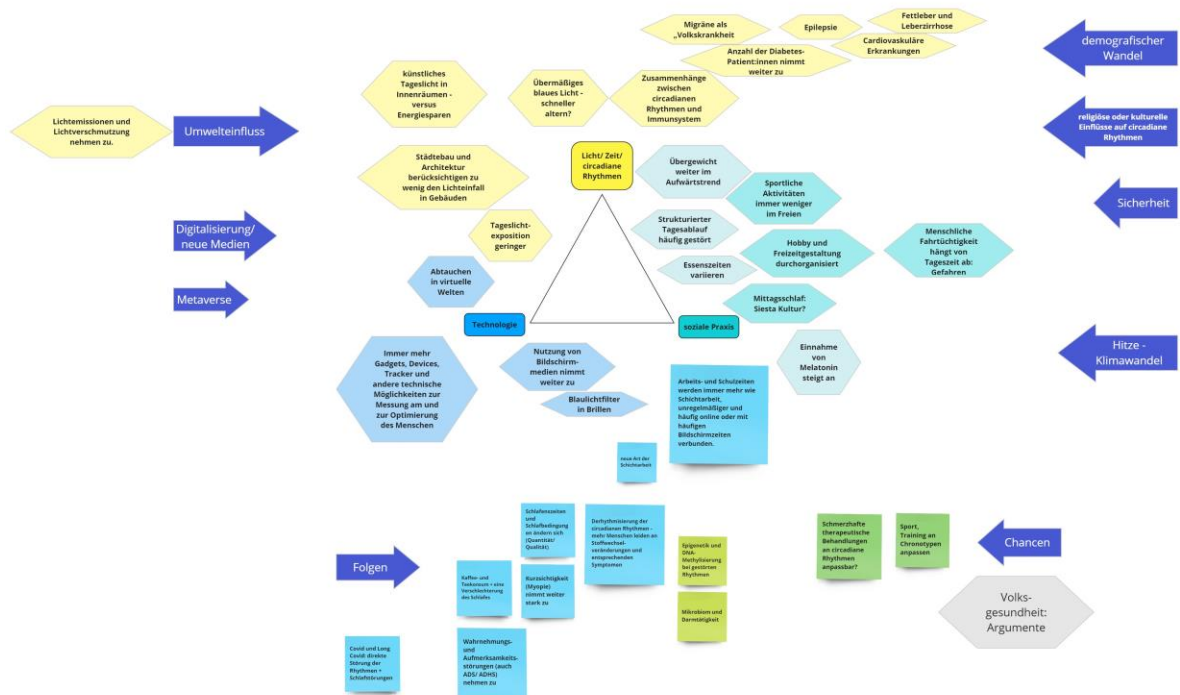 Migräne als
„Volkskrankheit
Epilepsie
Fettleber und
Leberzirrhose
Anzahl der Diabetes-
Patient:innen nimmt
weiter zu
Cardiovaskuläre
Erkrankungen
demografischer
Wandel
künstliches
Tageslicht in
Innenräumen -
versus
Energiesparen
Übermäßiges
blaues Licht -
schneller
altern?
Zusammenhänge
zwischen
circadianen
Rhythmen und
Immunsystem
Lichtemissionen und
Lichtverschmutzung
nehmen zu.
Umwelteinfluss
religiöse oder kulturelle
Einflüsse auf circadiane
Rhythmen
Städtebau und
Architektur
berücksichtigen zu
wenig den Lichteinfall
in Gebäuden
Licht/ Zeit/
circadiane
Rhythmen
Übergewicht
weiter im
Aufwärtstrend
Sportliche
Aktivitäten
immer weniger
im Freien
Sicherheit
Digitalisierung/
neue Medien
Tageslicht-
exposition
geringer
Strukturierter
Tagesablauf
häufig gestört
Hobby und
Freizeitgestaltung
durchorganisiert
Menschliche
Fahrtüchtigkeit
hängt von
Tageszeit ab:
Gefahren
Essenszeiten
variieren
Abtauchen
in virtuelle
Welten
Metaverse
Mittagsschlaf:
Siesta Kultur?
Technologie
soziale Praxis
Hitze -
Klimawandel
Immer mehr
Gadgets, Devices,
Tracker und
andere technische
Möglichkeiten zur
Messung am und
zur Optimierung
des Menschen
Nutzung von
Bildschirm-
medien nimmt
weiter zu
Blaulichtfilter
in Brillen
Einnahme
von
Melatonin
steigt an
Arbeits- und Schulzeiten
werden immer mehr wie
Schichtarbeit,
unregelmäßiger und
häufig online oder mit
häufigen
Bildschirmzeiten
verbunden.
neue Art der
Schichtarbeit
Folgen
Schlafenszeiten
und
Schlafbedingung
en ändern sich
(Quantität/
Qualität)
Derhythmisierung der
circadianen Rhythmen -
mehr Menschen leiden an
Stoffwechsel-
veränderungen und
entsprechenden
Symptomen
Epigenetik und
DNA-
Methylisierung
bei gestörten
Rhythmen
Schmerzhafte
therapeutische
Behandlungen
an circadiane
Rhythmen
anpassbar?
Sport,
Training an
Chronotypen
anpassen
Chancen
Kaffee- und
Teekonsum = eine
Verschlechterung
des Schlafes
Kurzsichtigkeit
(Myopie)
nimmt weiter
stark zu
Mikrobiom und
Darmtätigkeit
Volks-
gesundheit:
Argumente
Covid und Long
Covid: direkte
Störung der
Rhythmen +
Schlafstörungen
Wahrnehmungs-
und
Aufmerksamkeits-
störungen (auch
ADS/ ADHS)
nehmen zu